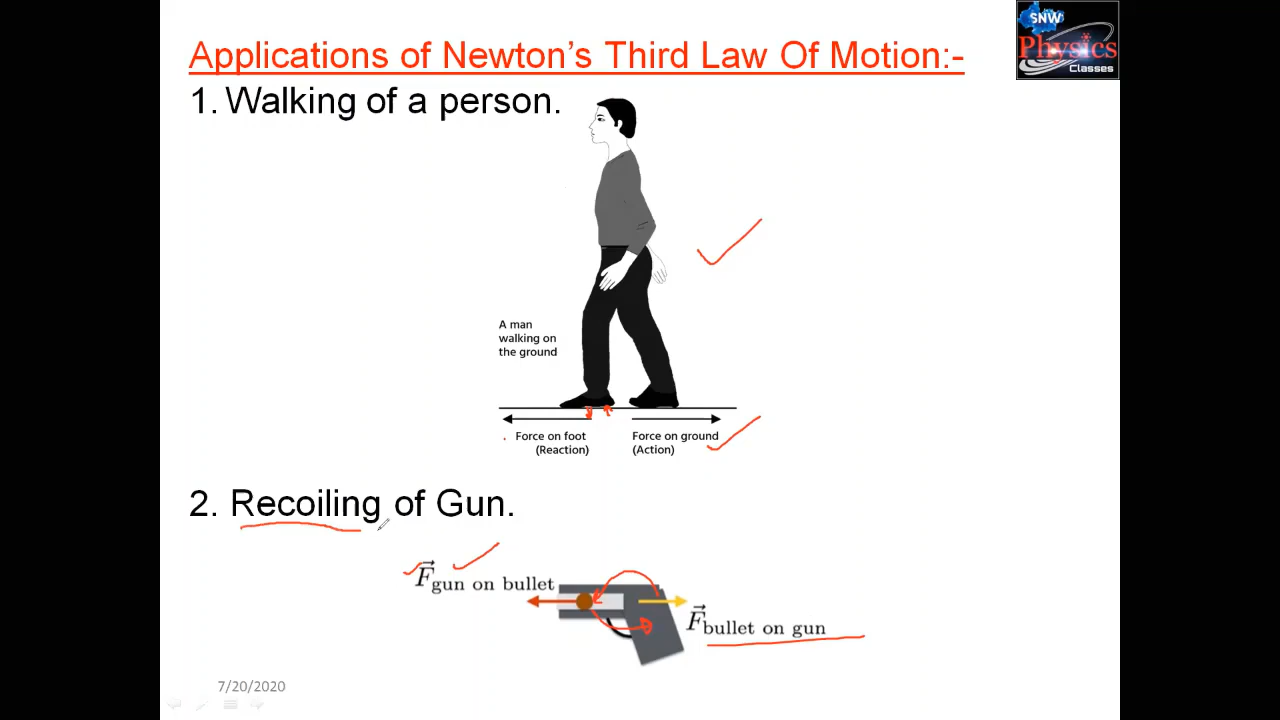 Applications of Newton's Third Law Of Motion:-
SNW
Physics
Classes
1. Walking of a person.
A man
walking on
the ground
Force on foot
(Reaction)
Force on ground
(Action)
2. Recoiling of Gun.
F⃗ gun on bullet
F⃗ bullet on gun
7/20/2020